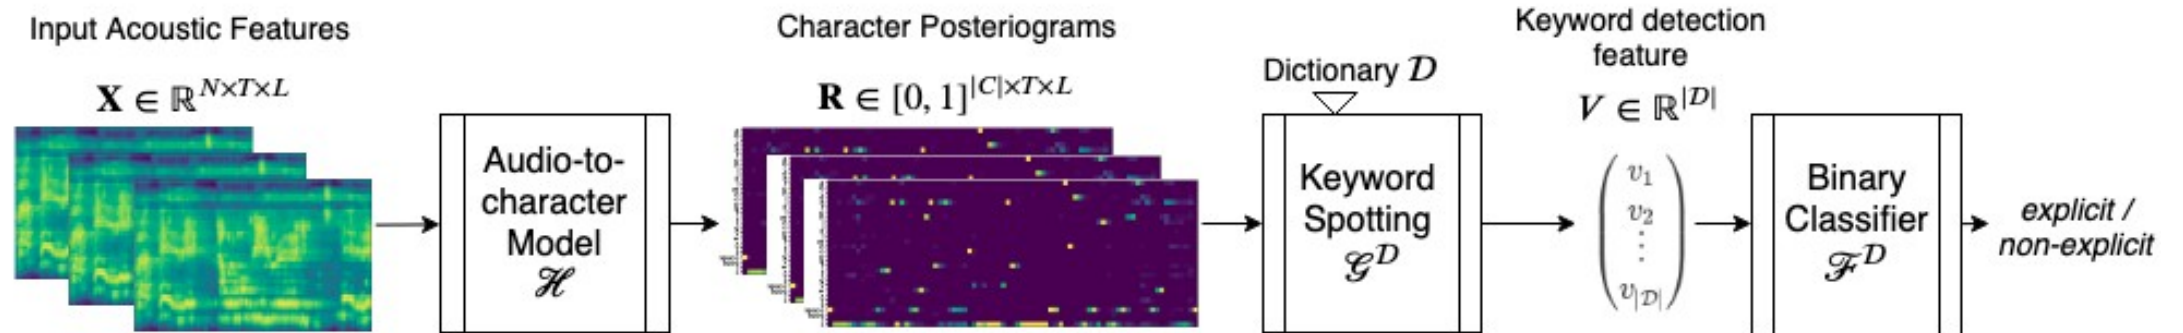 Input Acoustic Features
X ∈ ℝ^{N×T×L}
Audio-to-
character
Model
ℋ
Character Posteriograms
R ∈ [0, 1]^{|C|×T×L}
Dictionary 𝒟
Keyword
Spotting
𝒢^𝒟
Keyword detection
feature
V ∈ ℝ^{|𝒟|}
v_1
v_2
⋮
v_{|𝒟|}
Binary
Classifier
ℱ^𝒟
explicit /
non-explicit